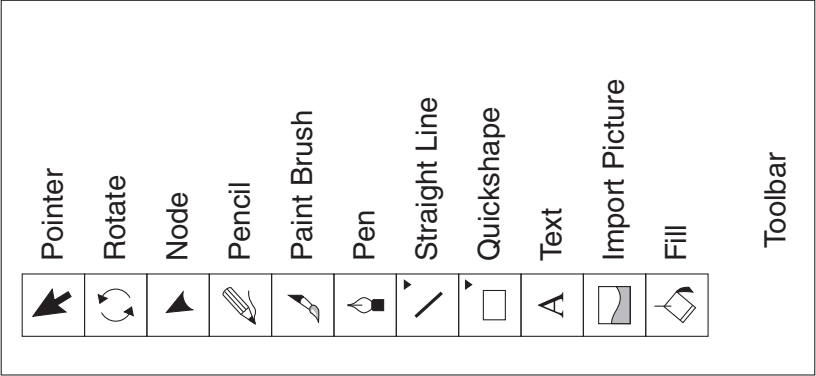 Pointer
Rotate
Node
Pencil
Paint Brush
Pen
Straight Line
Quickshape
A
Text
Import Picture
Fill
Toolbar